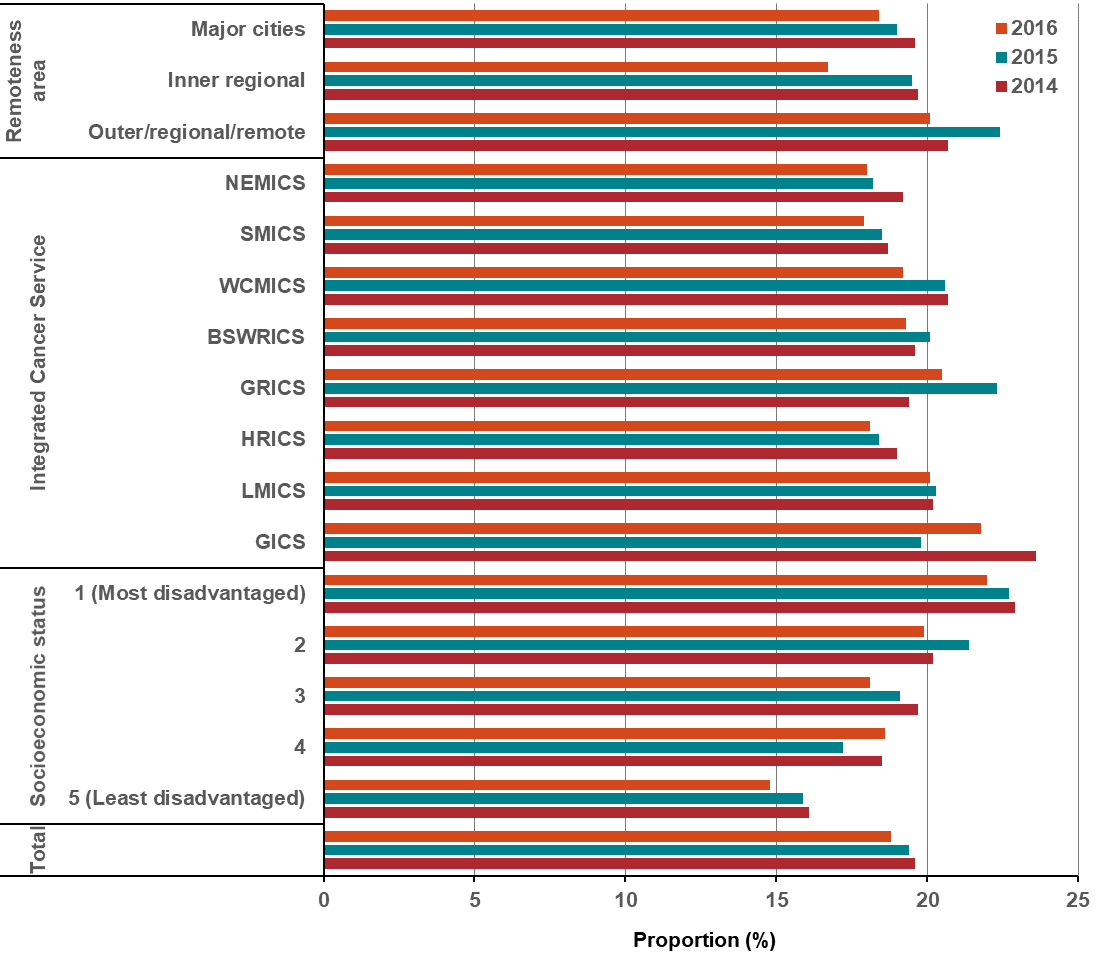 Remoteness
area
Major cities
Inner regional
Outer/regional/remote
2016
2015
2014
Integrated Cancer Service
NEMICS
SMICS
WCMICS
BSWRICS
GRICS
HRICS
LMICS
GICS
Socioeconomic status
1 (Most disadvantaged)
2
3
4
5 (Least disadvantaged)
Total
0 5 10 15 20 25
Proportion (%)